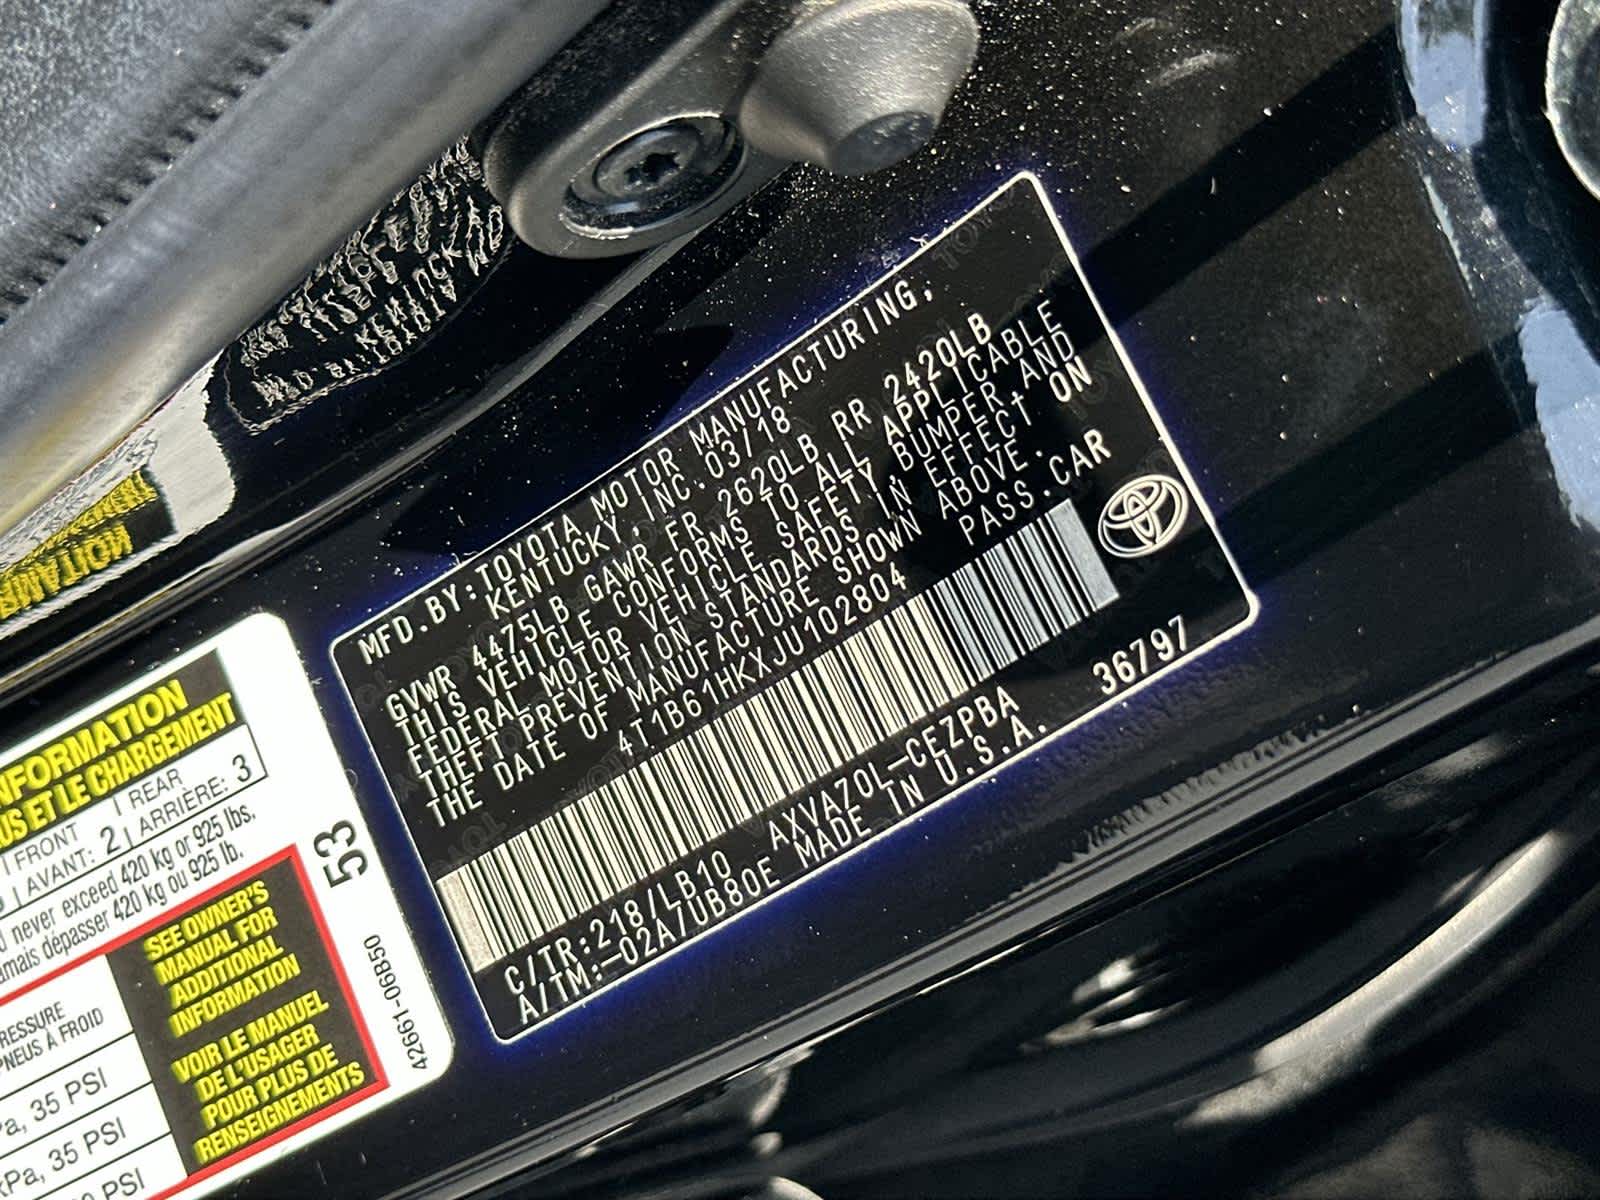 MFD.BY:TOYOTA MOTOR MANUFACTURING,
KENTUCKY,INC.03/18
GVWR 4475LB GAWR FR 2620LB RR 2420LB
THIS VEHICLE CONFORMS TO ALL APPLICABLE
FEDERAL MOTOR VEHICLE SAFETY,BUMPER AND
THEFT PREVENTION STANDARDS IN EFFECT ON
THE DATE OF MANUFACTURE SHOWN ABOVE.
4T1B61HKXJU102804 PASS.CAR
C/TR:218/LB10 AXVA70L-CEZPBA 36797
A/TM:-02A/UB80E MADE IN U.S.A.
NFORMATION
US ET LE CHARGEMENT
FRONT
AVANT: 2
REAR
ARRIÈRE: 3
never exceed 420 kg or 925 lbs.
amais dépasser 420 kg ou 925 lb.
53
SEE OWNER'S
MANUAL FOR
ADDITIONAL
INFORMATION
VOIR LE MANUEL
DE L'USAGER
POUR PLUS DE
RENSEIGNEMENTS
RESSURE
PNEUS À FROID
35 PSI
kPa, 35 PSI
PSI
42661-06B50